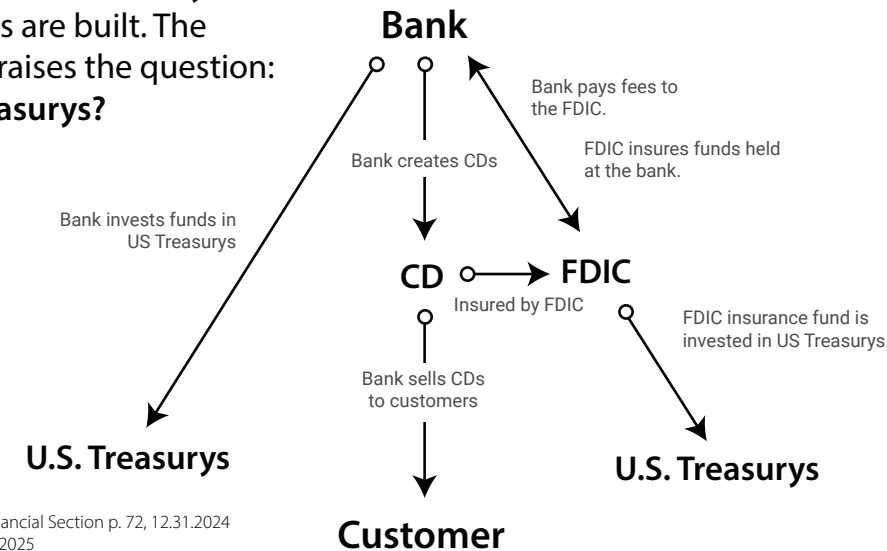 s are built. The
raises the question:
asurys?
Bank
Bank pays fees to
the FDIC.
FDIC insures funds held
at the bank.
Bank creates CDs
Bank invests funds in
US Treasurys
CD
FDIC
Insured by FDIC
FDIC insurance fund is
invested in US Treasurys.
Bank sells CDs
to customers
U.S. Treasurys
U.S. Treasurys
ancial Section p. 72, 12.31.2024
2025
Customer